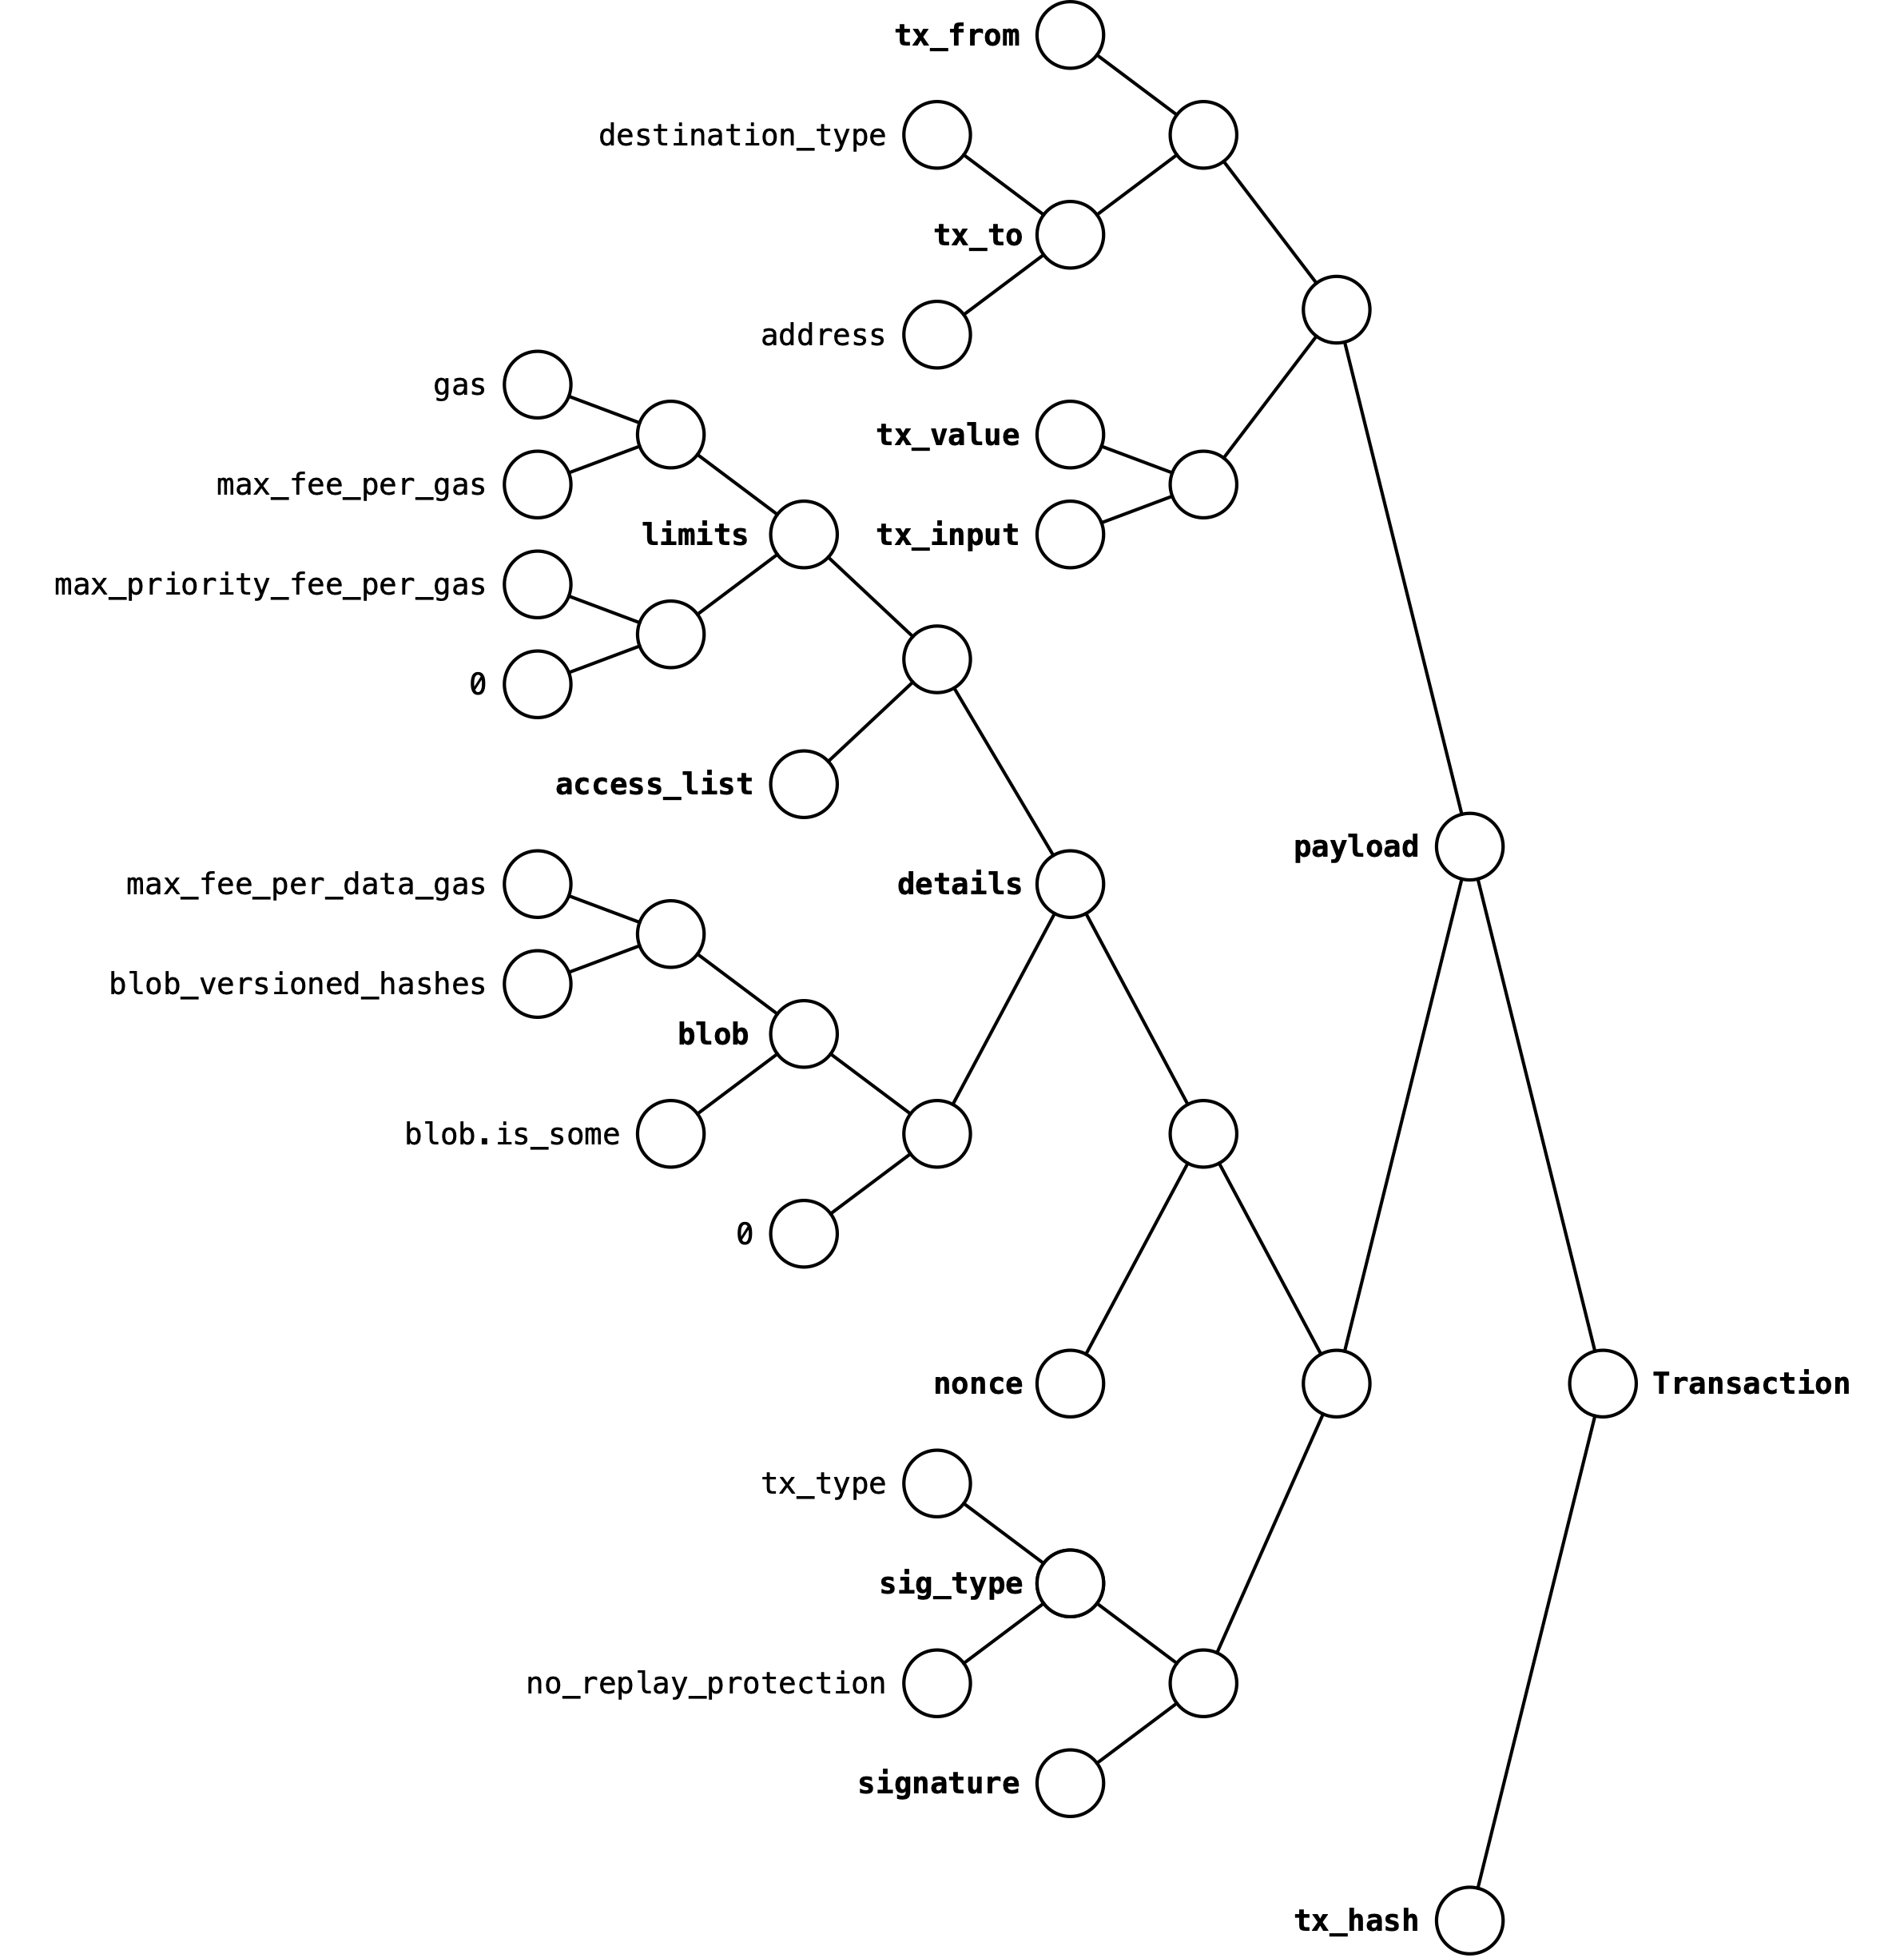 tx_from
destination_type
tx_to
address
gas
tx_value
max_fee_per_gas
limits
tx_input
max_priority_fee_per_gas
0
access_list
payload
max_fee_per_data_gas
details
blob_versioned_hashes
blob
blob.is_some
0
nonce
Transaction
tx_type
sig_type
no_replay_protection
signature
tx_hash